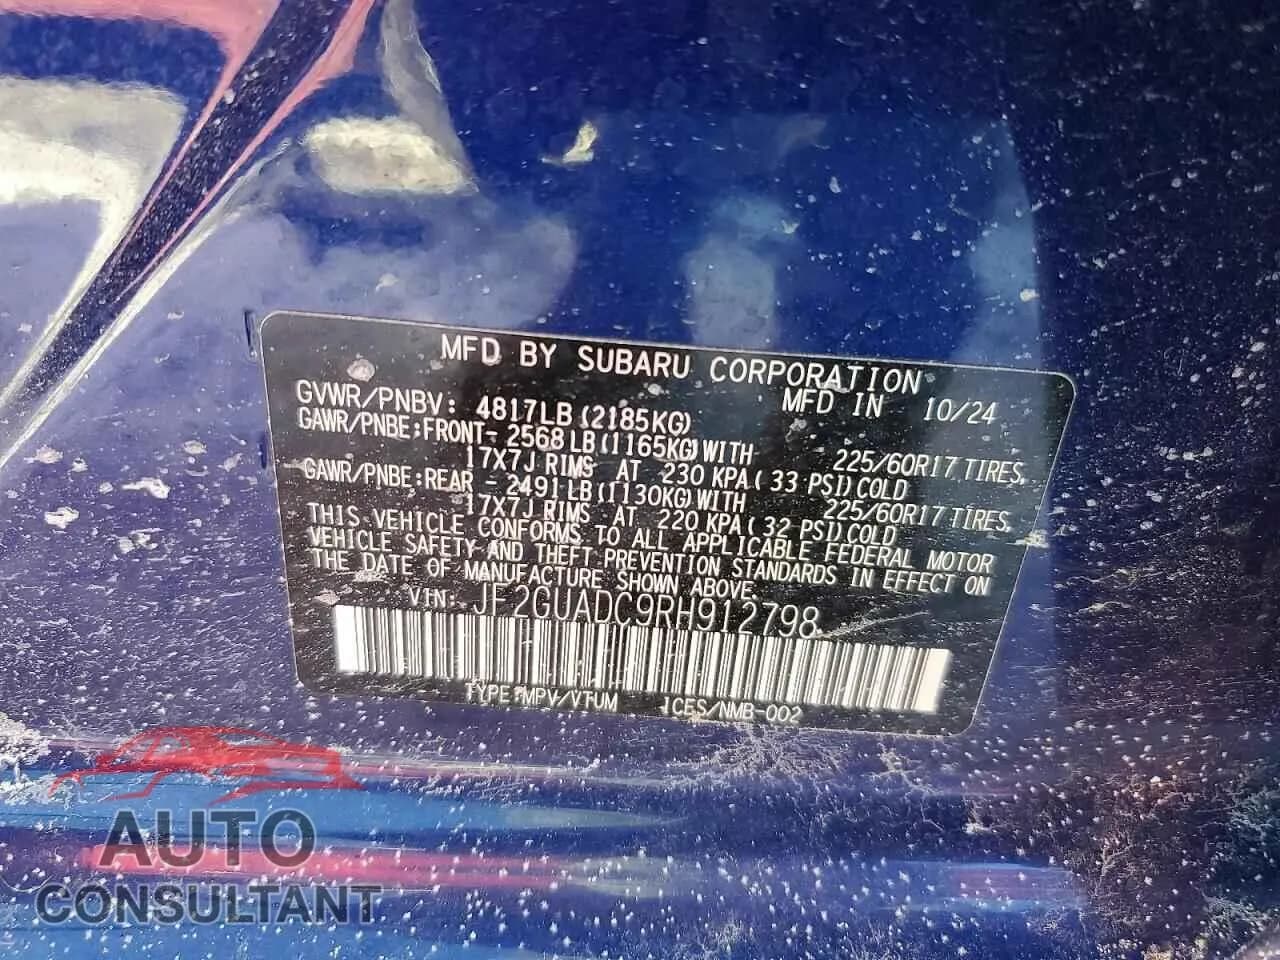 MFD BY SUBARU CORPORATION
MFD IN 10/24
GVWR/PNBV: 4817LB(2185KG)
GAWR/PNBE:FRONT- 2568LB(1165KG)WITH 225/60R17 TIRES,
17X7J RIMS AT 230 KPA( 33 PSI)COLD
GAWR/PNBE:REAR - 2491LB(1130KG)WITH 225/60R17 TIRES,
17X7J RIMS AT 220 KPA( 32 PSI)COLD
THIS VEHICLE CONFORMS TO ALL APPLICABLE FEDERAL MOTOR
VEHICLE SAFETY AND THEFT PREVENTION STANDARDS IN EFFECT ON
THE DATE OF MANUFACTURE SHOWN ABOVE.
VIN: JF2GUADC9RH912798
TYPE:MPV/VTUM ICES/NMB-002
AUTO
CONSULTANT